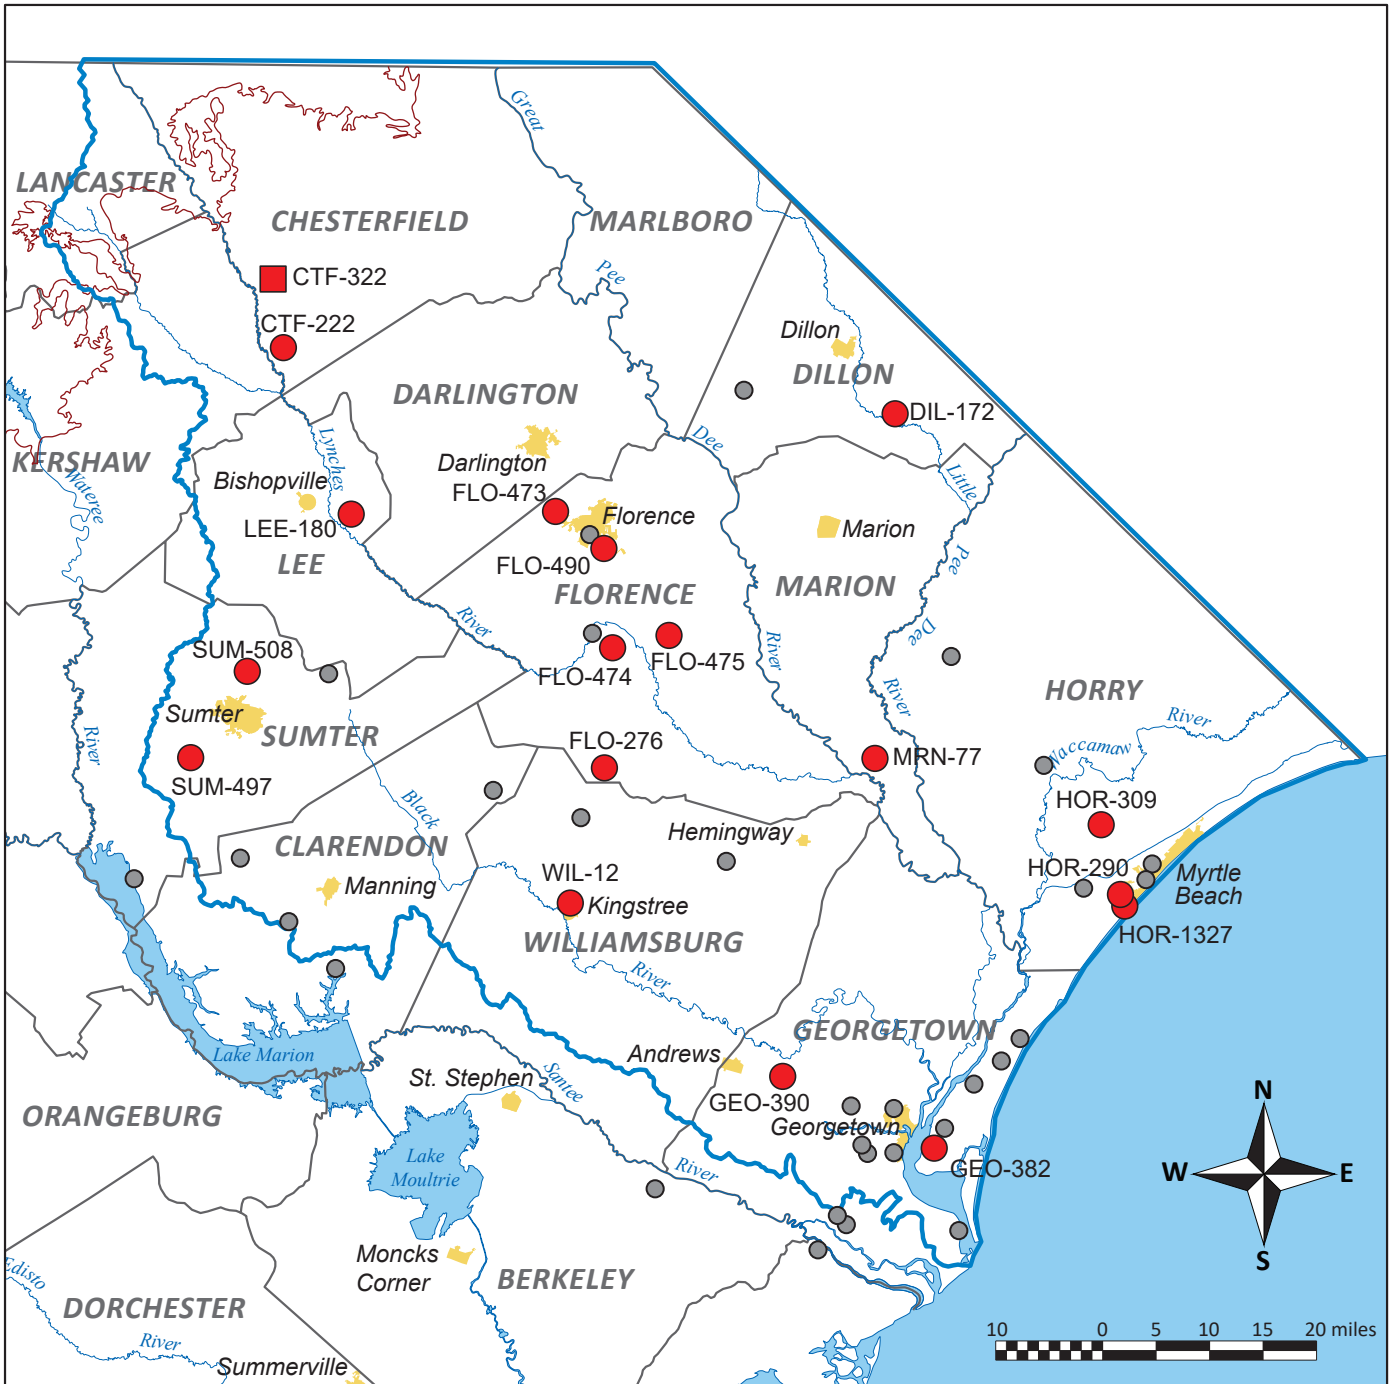 Great
LANCASTER
CHESTERFIELD
MARLBORO
CTF-322
Pee
CTF-222
Dillon
DILLON
DARLINGTON
DIL-172
Dee
Lynches
KERSHAW
Darlington
Little
Wateree
Bishopville
FLO-473
Florence
Marion
LEE-180
FLO-490
Pee
LEE
FLORENCE
MARION
River
Dee
River
SUM-508
FLO-475
FLO-474
River
HORRY
Sumter
SUMTER
River
River
FLO-276
Waccamaw
MRN-77
SUM-497
HOR-309
Black
Hemingway
CLARENDON
HOR-290
Myrtle
Beach
Manning
WIL-12
Kingstree
HOR-1327
WILLIAMSBURG
River
GEORGETOWN
Lake Marion
Andrews
St. Stephen
Santee
GEO-390
ORANGEBURG
Georgetown
Lake
Moultrie
River
GEO-382
N
W
E
S
Moncks
Corner
BERKELEY
Edisto
DORCHESTER
River
Summerville
10 0 5 10 15 20 miles